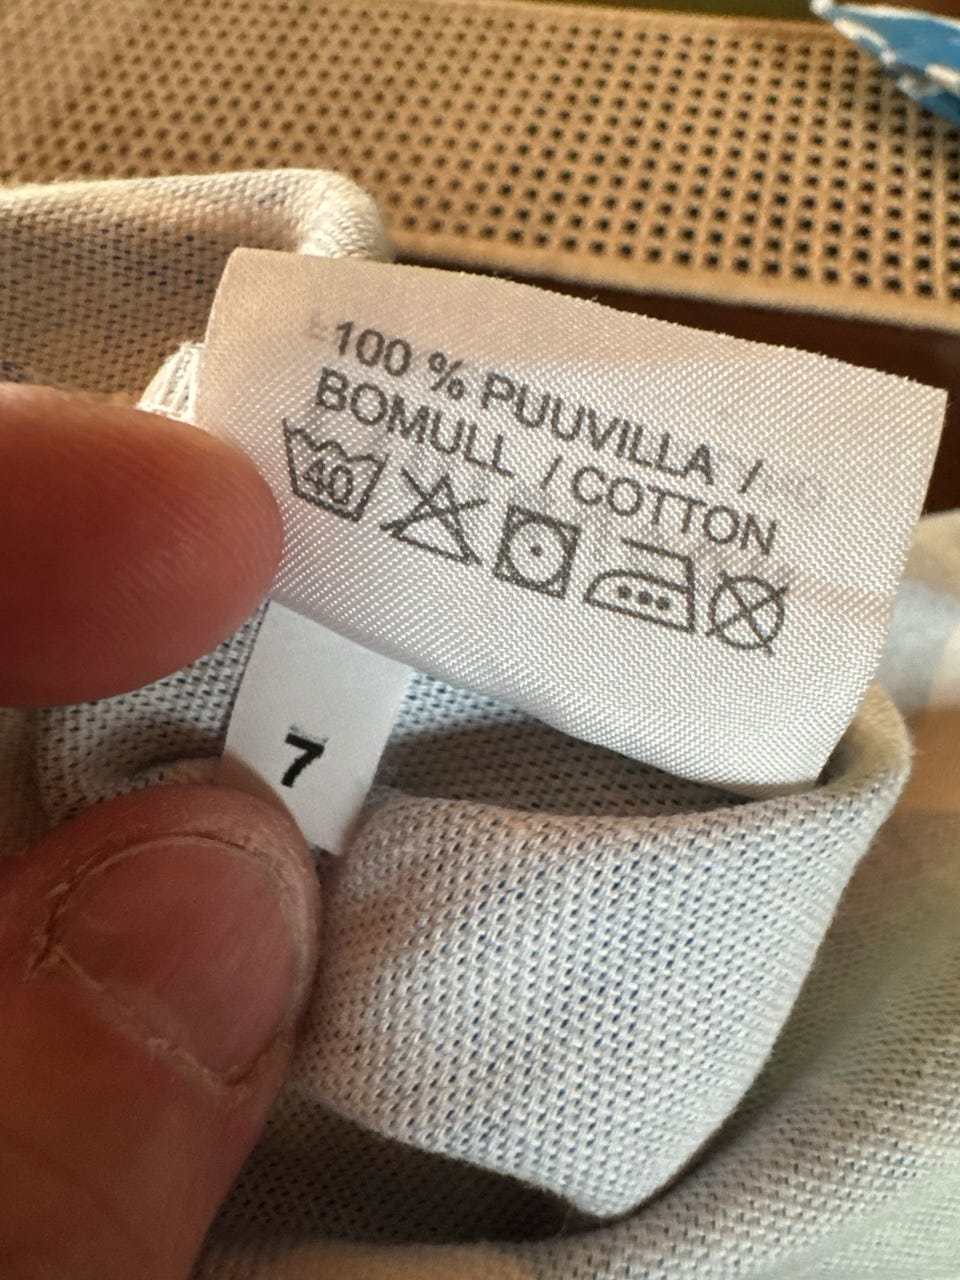 100 % PUUVILLA /
BOMULL / COTTON
40
7